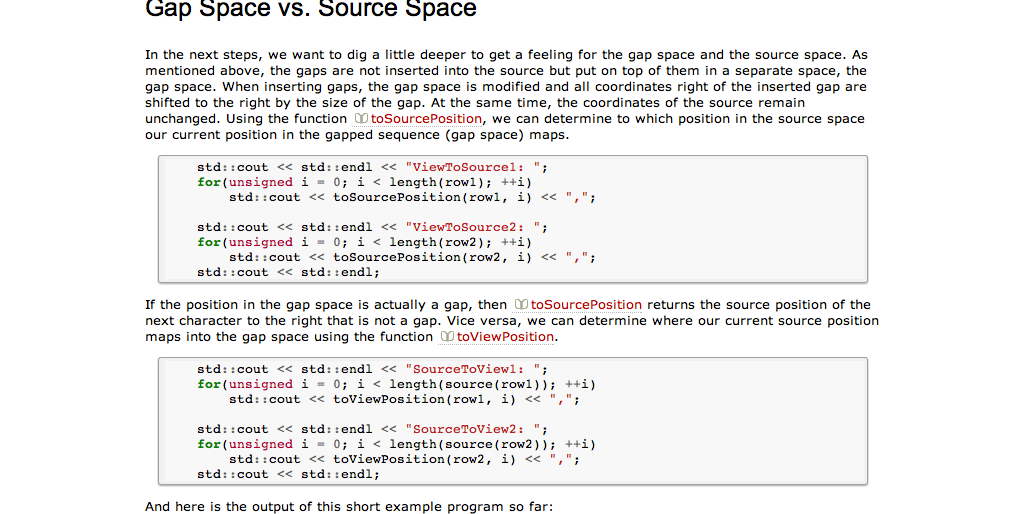 Gap Space vs. Source Space
In the next steps, we want to dig a little deeper to get a feeling for the gap space and the source space. As
mentioned above, the gaps are not inserted into the source but put on top of them in a separate space, the
gap space. When inserting gaps, the gap space is modified and all coordinates right of the inserted gap are
shifted to the right by the size of the gap. At the same time, the coordinates of the source remain
unchanged. Using the function toSourcePosition, we can determine to which position in the source space
our current position in the gapped sequence (gap space) maps.
std::cout << std::endl << "ViewToSource1: ";
for(unsigned i = 0; i < length(row1); ++i)
    std::cout << toSourcePosition(row1, i) << ",";
std::cout << std::endl << "ViewToSource2: ";
for(unsigned i = 0; i < length(row2); ++i)
    std::cout << toSourcePosition(row2, i) << ",";
std::cout << std::endl;
If the position in the gap space is actually a gap, then toSourcePosition returns the source position of the
next character to the right that is not a gap. Vice versa, we can determine where our current source position
maps into the gap space using the function toViewPosition.
std::cout << std::endl << "SourceToView1: ";
for(unsigned i = 0; i < length(source(row1)); ++i)
    std::cout << toViewPosition(row1, i) << ",";
std::cout << std::endl << "SourceToView2: ";
for(unsigned i = 0; i < length(source(row2)); ++i)
    std::cout << toViewPosition(row2, i) << ",";
std::cout << std::endl;
And here is the output of this short example program so far: